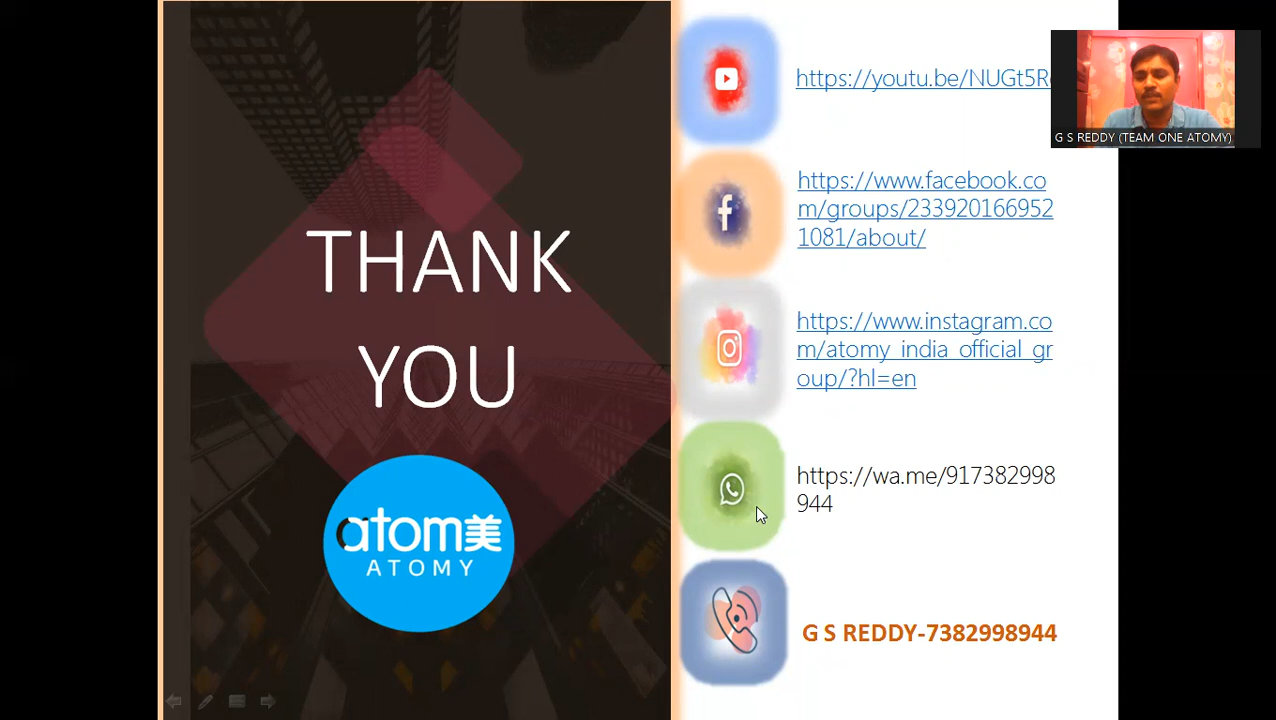 THANK
YOU
atom美
ATOMY
https://youtu.be/NUGt5R
https://www.facebook.co
m/groups/233920166952
1081/about/
https://www.instagram.co
m/atomy_india_official_gr
oup/?hl=en
https://wa.me/917382998
944
G S REDDY-7382998944
G S REDDY (TEAM ONE ATOMY)